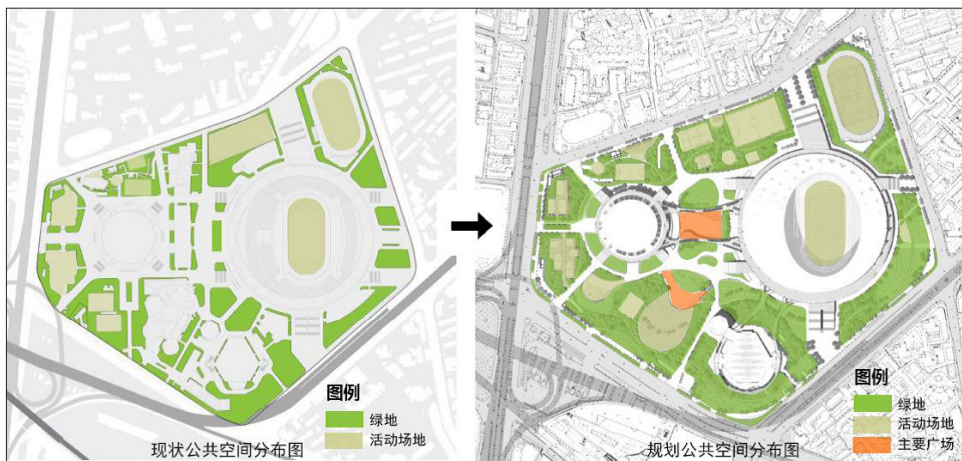 图例
绿地
活动场地
现状公共空间分布图
图例
绿地
活动场地
主要广场
规划公共空间分布图